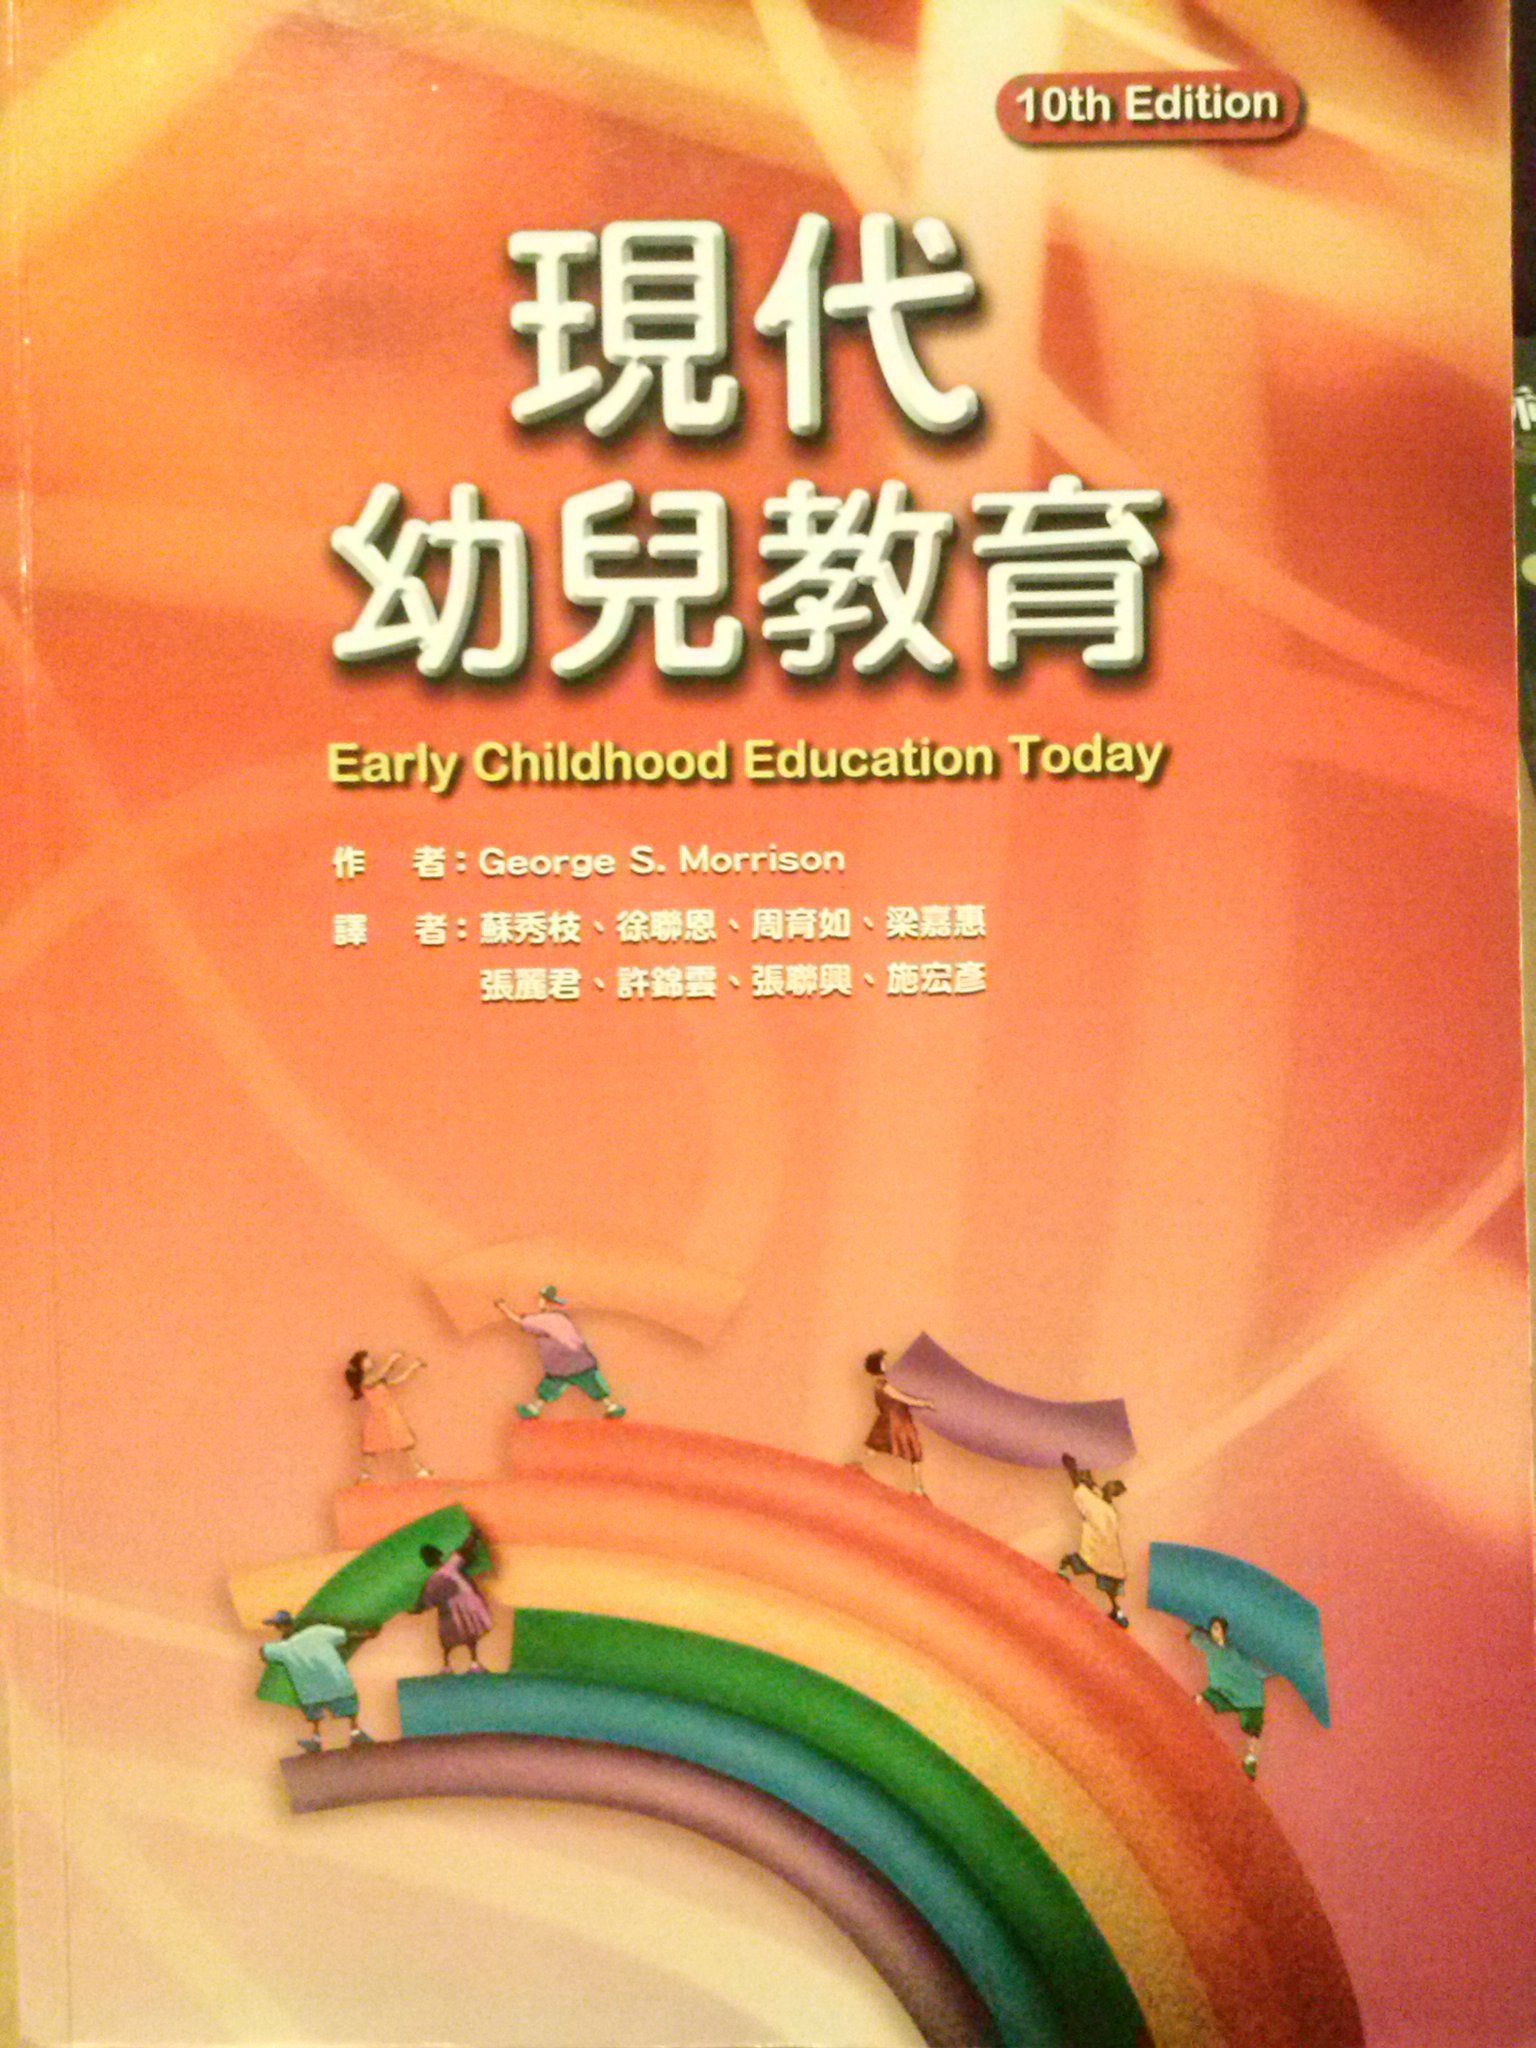 10th Edition
現代
幼兒教育
Early Childhood Education Today
作 者：George S. Morrison
譯 者：蘇秀枝、徐聯恩、周育如、梁嘉惠
張麗君、許錦雲、張聯興、施宏彥